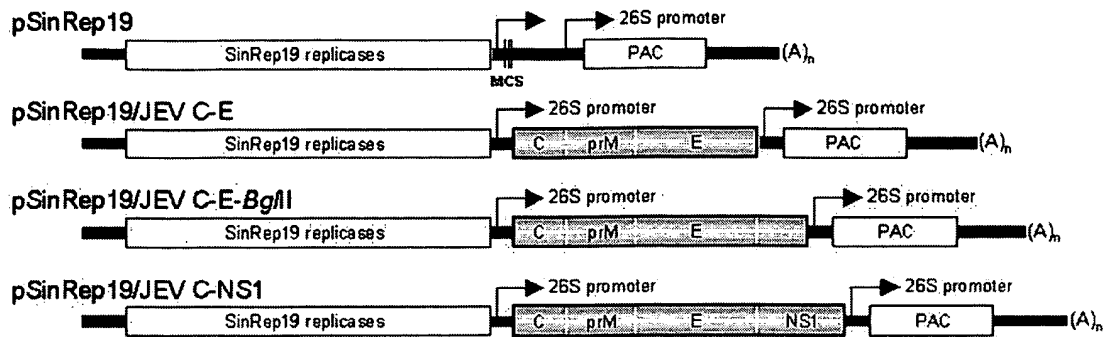 pSinRep19
26S promoter
SinRep19 replicases
MCS
PAC
(A)n
pSinRep19/JEV C-E
26S promoter
26S promoter
SinRep19 replicases
C
prM
E
PAC
(A)n
pSinRep19/JEV C-E-BglII
26S promoter
26S promoter
SinRep19 replicases
C
prM
E
PAC
(A)n
pSinRep19/JEV C-NS1
26S promoter
26S promoter
SinRep19 replicases
C
prM
E
NS1
PAC
(A)n